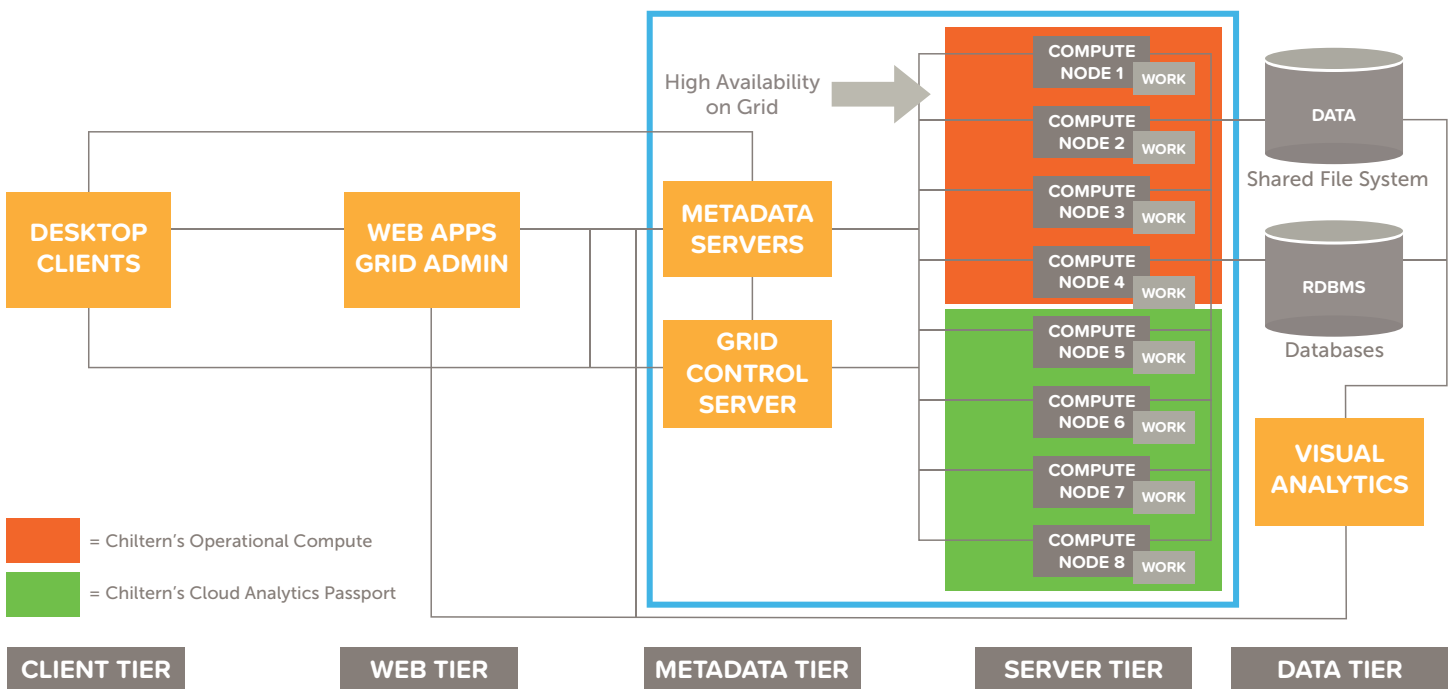 High Availability
on Grid
DESKTOP
CLIENTS
WEB APPS
GRID ADMIN
METADATA
SERVERS
GRID
CONTROL
SERVER
COMPUTE
NODE 1
WORK
COMPUTE
NODE 2
WORK
COMPUTE
NODE 3
WORK
COMPUTE
NODE 4
WORK
COMPUTE
NODE 5
WORK
COMPUTE
NODE 6
WORK
COMPUTE
NODE 7
WORK
COMPUTE
NODE 8
WORK
DATA
Shared File System
RDBMS
Databases
VISUAL
ANALYTICS
= Chiltern's Operational Compute
= Chiltern's Cloud Analytics Passport
CLIENT TIER
WEB TIER
METADATA TIER
SERVER TIER
DATA TIER